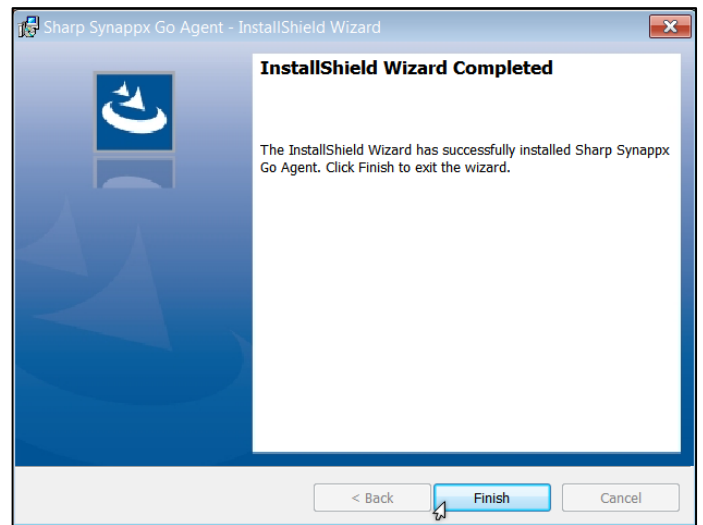 Sharp Synappx Go Agent - InstallShield Wizard
InstallShield Wizard Completed
The InstallShield Wizard has successfully installed Sharp Synappx
Go Agent. Click Finish to exit the wizard.
< Back Finish Cancel